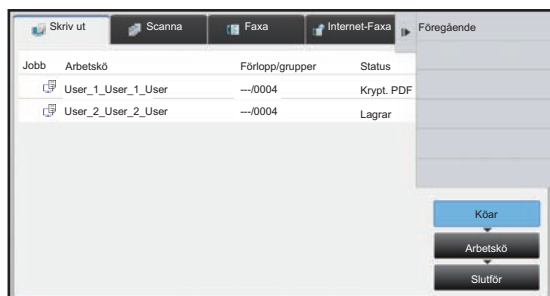 Skriv ut Scanna Faxa Internet-Faxa Föregående
Jobb Arbetskö Förlopp/grupper Status
User_1_User_1_User ---/0004 Krypt. PDF
User_2_User_2_User ---/0004 Lagrar
Köar
Arbetskö
Slutför